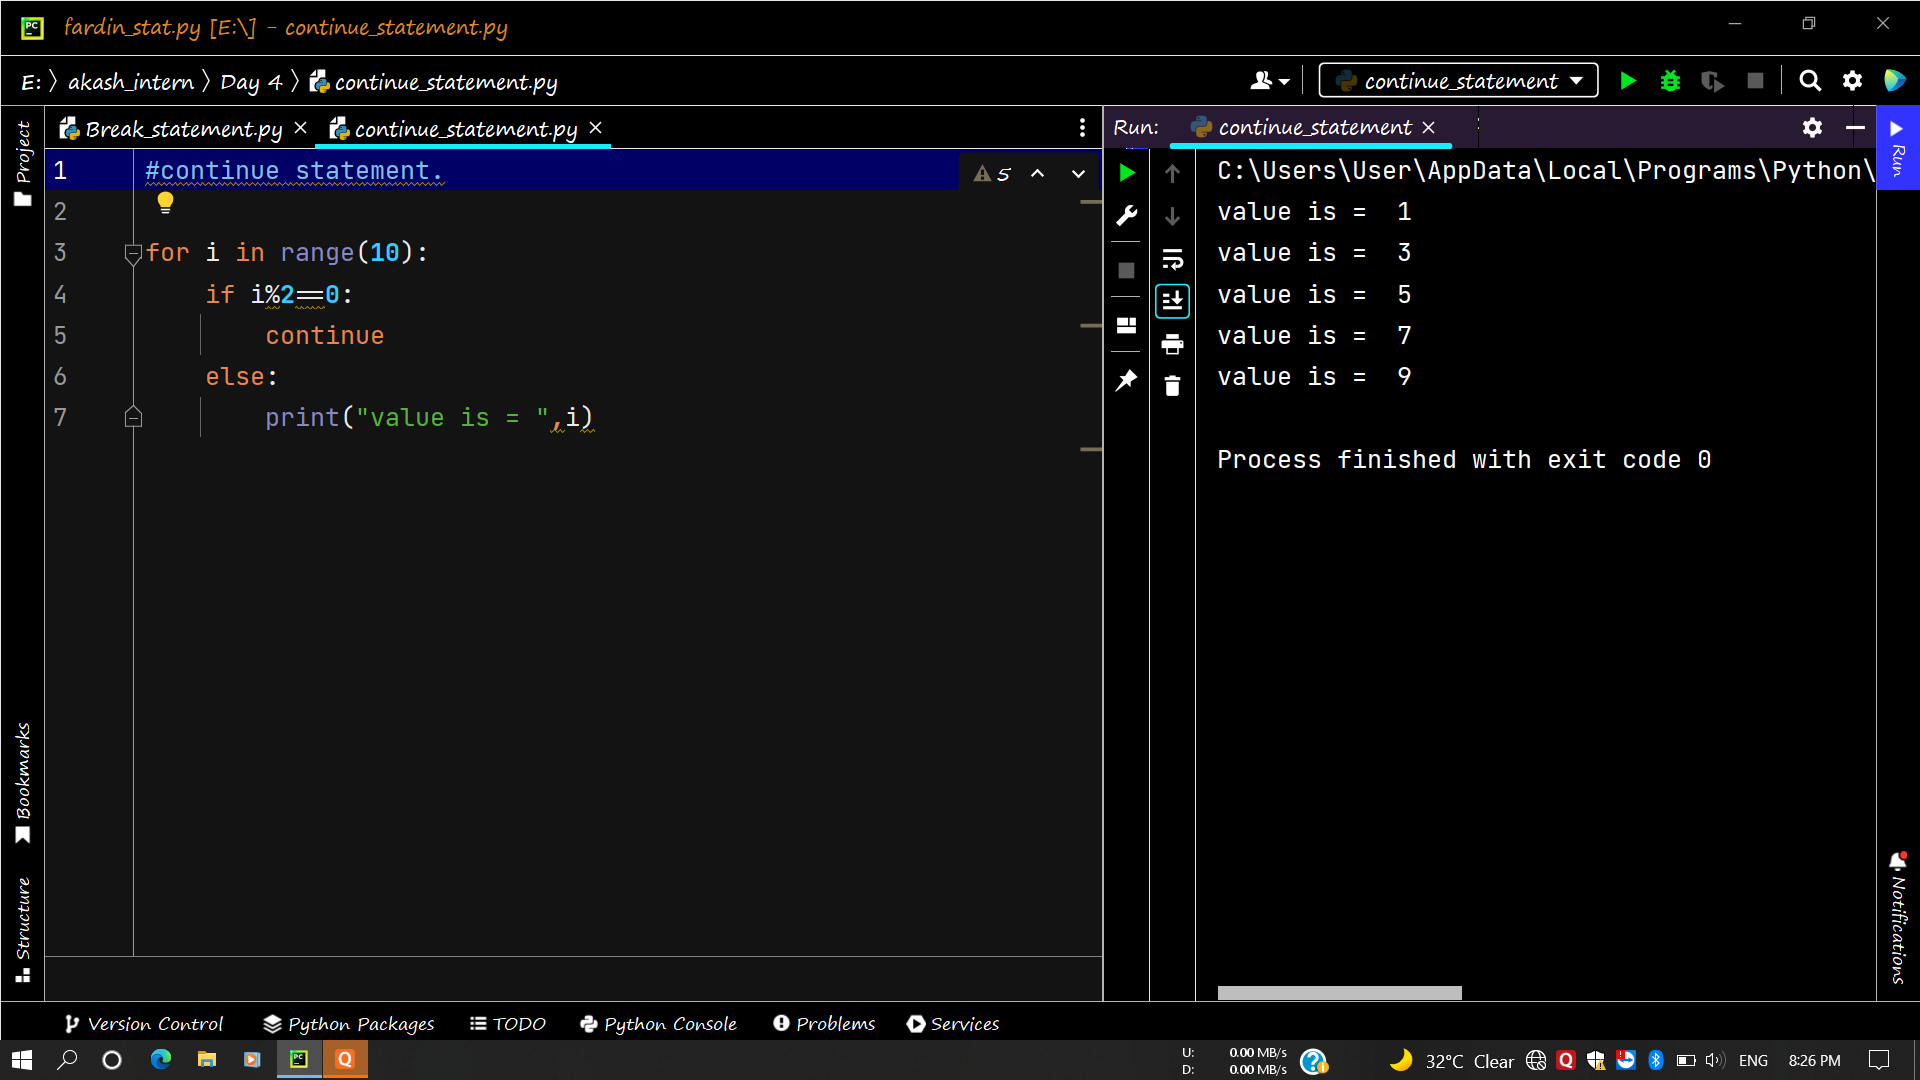 fardin_stat.py [E:\] - continue_statement.py
E: akash_intern Day 4 continue_statement.py
continue_statement
Project
Break_statement.py
continue_statement.py
Run: continue_statement
Run
1 #continue statement.
5
2
3 for i in range(10):
4     if i%2==0:
5         continue
6     else:
7         print("value is = ",i)
C:\Users\User\AppData\Local\Programs\Python\
value is =  1
value is =  3
value is =  5
value is =  7
value is =  9
Process finished with exit code 0
Bookmarks
Structure
Notifications
Version Control Python Packages TODO Python Console Problems Services
U: 0.00 MB/s
D: 0.00 MB/s
32°C Clear
ENG 8:26 PM